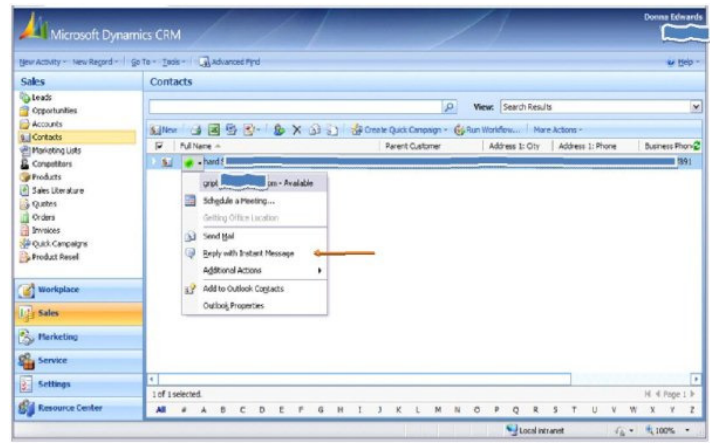 Donna Edwards
Microsoft Dynamics CRM
New Activity New Record Go To Tools Advanced Find
Help
Sales
Contacts
Leads
Opportunities
Accounts
Contacts
Marketing Lists
Competitors
Products
Sales Literature
Quotes
Orders
Invoices
Quick Campaigns
Product Resell
View: Search Results
New Create Quick Campaign Run Workflow... More Actions
Full Name Parent Customer Address 1: City Address 1: Phone Business Phone
om - Available
Schedule a Meeting...
Getting Office Location
Send Mail
Reply with Instant Message
Additional Actions
Add to Outlook Contacts
Outlook Properties
Workplace
Sales
Marketing
Service
Settings
Resource Center
1 of 1 selected.
Page 1
All # A B C D E F G H I J K L M N O P Q R S T U V W X Y Z
Local intranet
100%